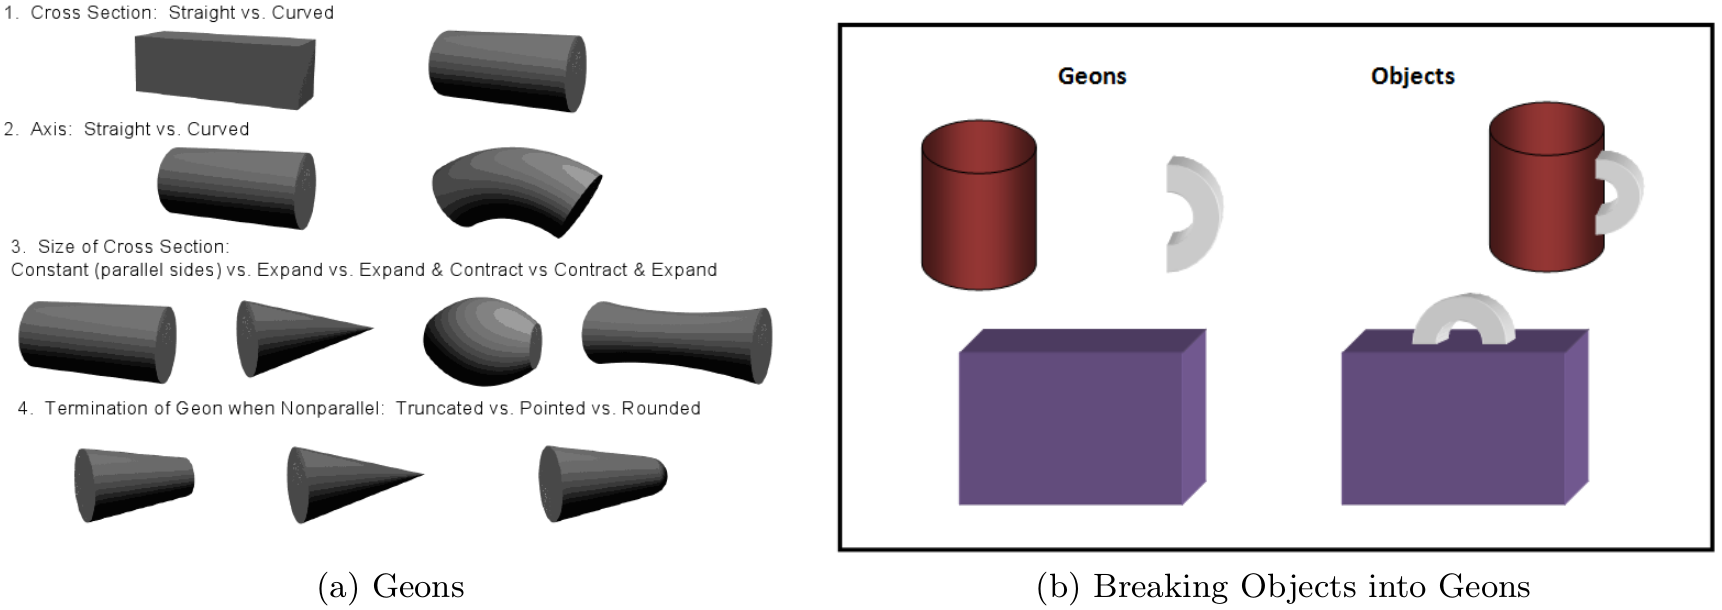 1. Cross Section: Straight vs. Curved
2. Axis: Straight vs. Curved
3. Size of Cross Section:
Constant (parallel sides) vs. Expand vs. Expand & Contract vs Contract & Expand
4. Termination of Geon when Nonparallel: Truncated vs. Pointed vs. Rounded
(a) Geons
Geons
Objects
(b) Breaking Objects into Geons